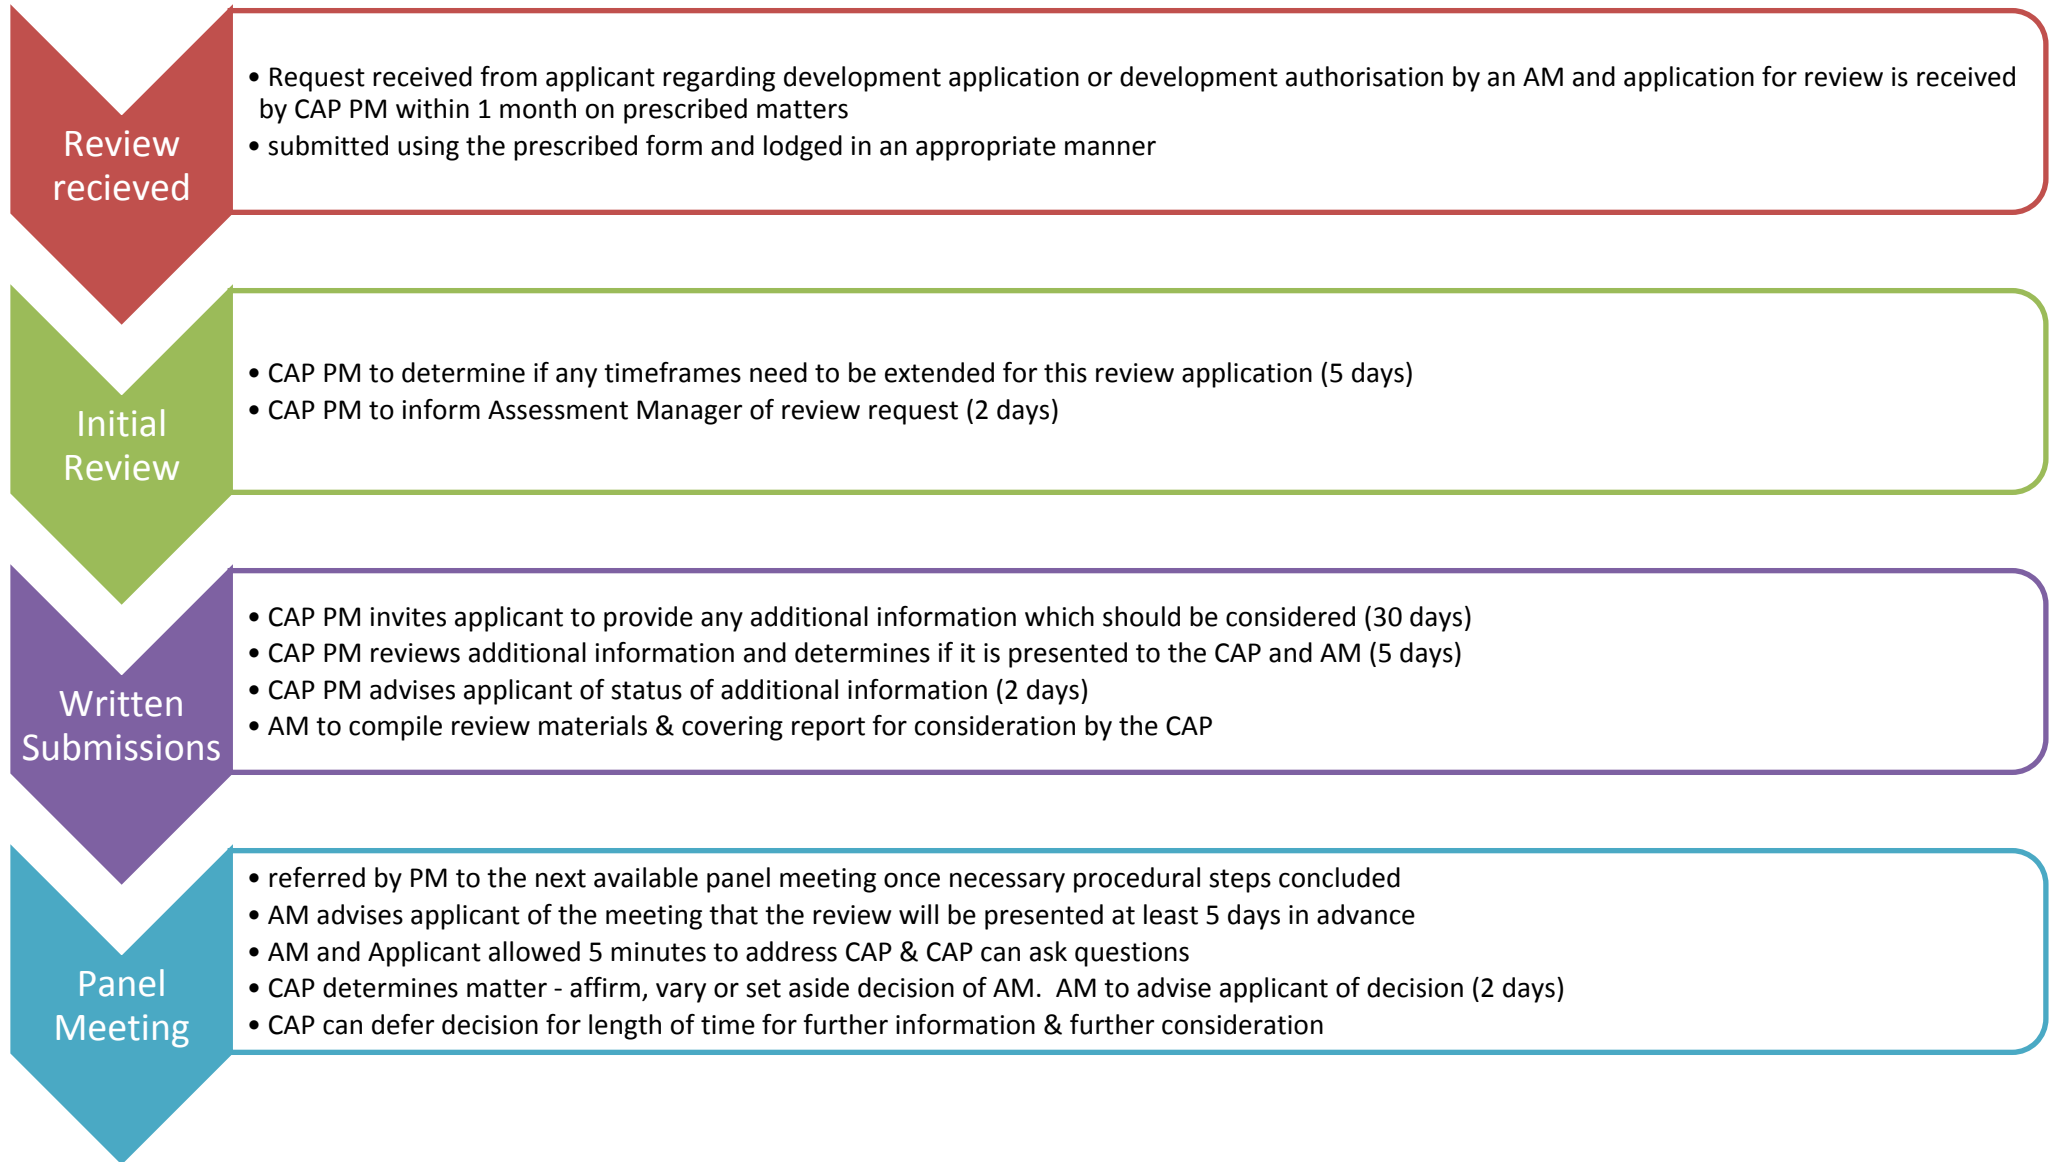 Review
recieved
• Request received from applicant regarding development application or development authorisation by an AM and application for review is received
by CAP PM within 1 month on prescribed matters
• submitted using the prescribed form and lodged in an appropriate manner
Initial
Review
• CAP PM to determine if any timeframes need to be extended for this review application (5 days)
• CAP PM to inform Assessment Manager of review request (2 days)
Written
Submissions
• CAP PM invites applicant to provide any additional information which should be considered (30 days)
• CAP PM reviews additional information and determines if it is presented to the CAP and AM (5 days)
• CAP PM advises applicant of status of additional information (2 days)
• AM to compile review materials & covering report for consideration by the CAP
Panel
Meeting
• referred by PM to the next available panel meeting once necessary procedural steps concluded
• AM advises applicant of the meeting that the review will be presented at least 5 days in advance
• AM and Applicant allowed 5 minutes to address CAP & CAP can ask questions
• CAP determines matter - affirm, vary or set aside decision of AM.  AM to advise applicant of decision (2 days)
• CAP can defer decision for length of time for further information & further consideration